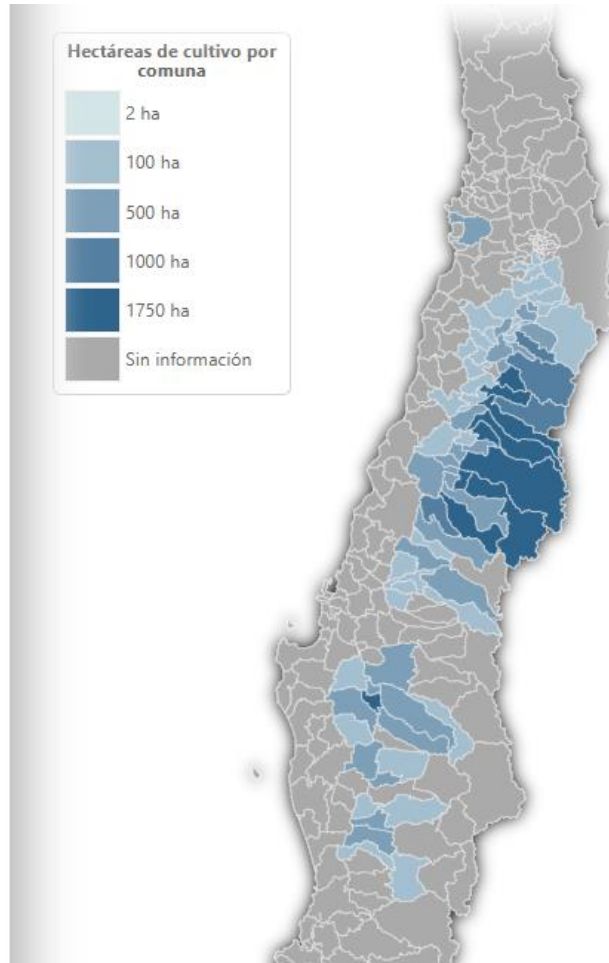 Hectáreas de cultivo por
comuna
2 ha
100 ha
500 ha
1000 ha
1750 ha
Sin información